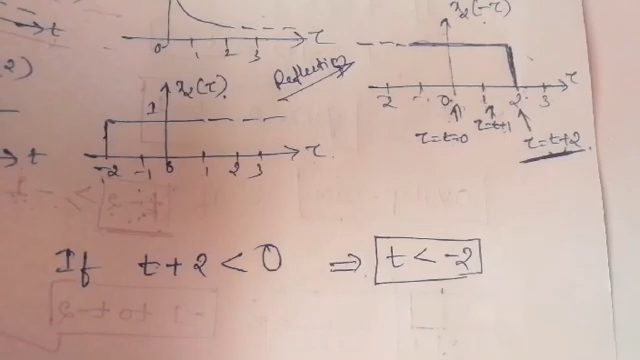 x₂(-τ)
→ t
0 1 2 3 τ
2)
x₂(τ)
Reflection
1
-2 -1 0 1 2 3 τ
→ t
-2 -1 0 1 2 3 τ
τ=t=0 τ=t+1 τ=t+2
If t+2 < 0 ⇒ t < -2